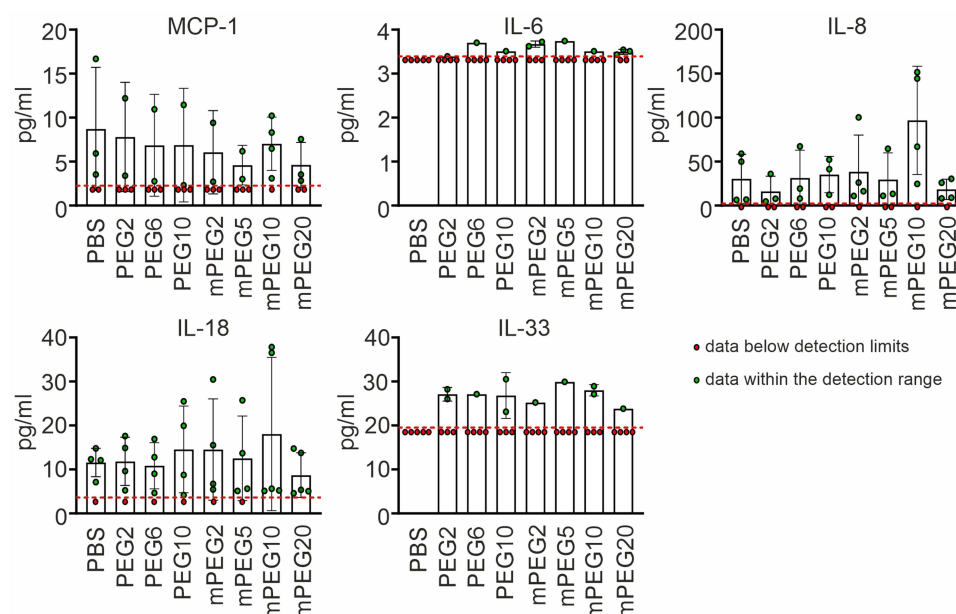 MCP-1
pg/ml
20
15
10
5
0
PBS
PEG2
PEG6
PEG10
mPEG2
mPEG5
mPEG10
mPEG20
IL-6
pg/ml
4
3
2
1
0
PBS
PEG2
PEG6
PEG10
mPEG2
mPEG5
mPEG10
mPEG20
IL-8
pg/ml
200
150
100
50
0
PBS
PEG2
PEG6
PEG10
mPEG2
mPEG5
mPEG10
mPEG20
IL-18
pg/ml
40
30
20
10
0
PBS
PEG2
PEG6
PEG10
mPEG2
mPEG5
mPEG10
mPEG20
IL-33
pg/ml
40
30
20
10
0
PBS
PEG2
PEG6
PEG10
mPEG2
mPEG5
mPEG10
mPEG20
data below detection limits
data within the detection range